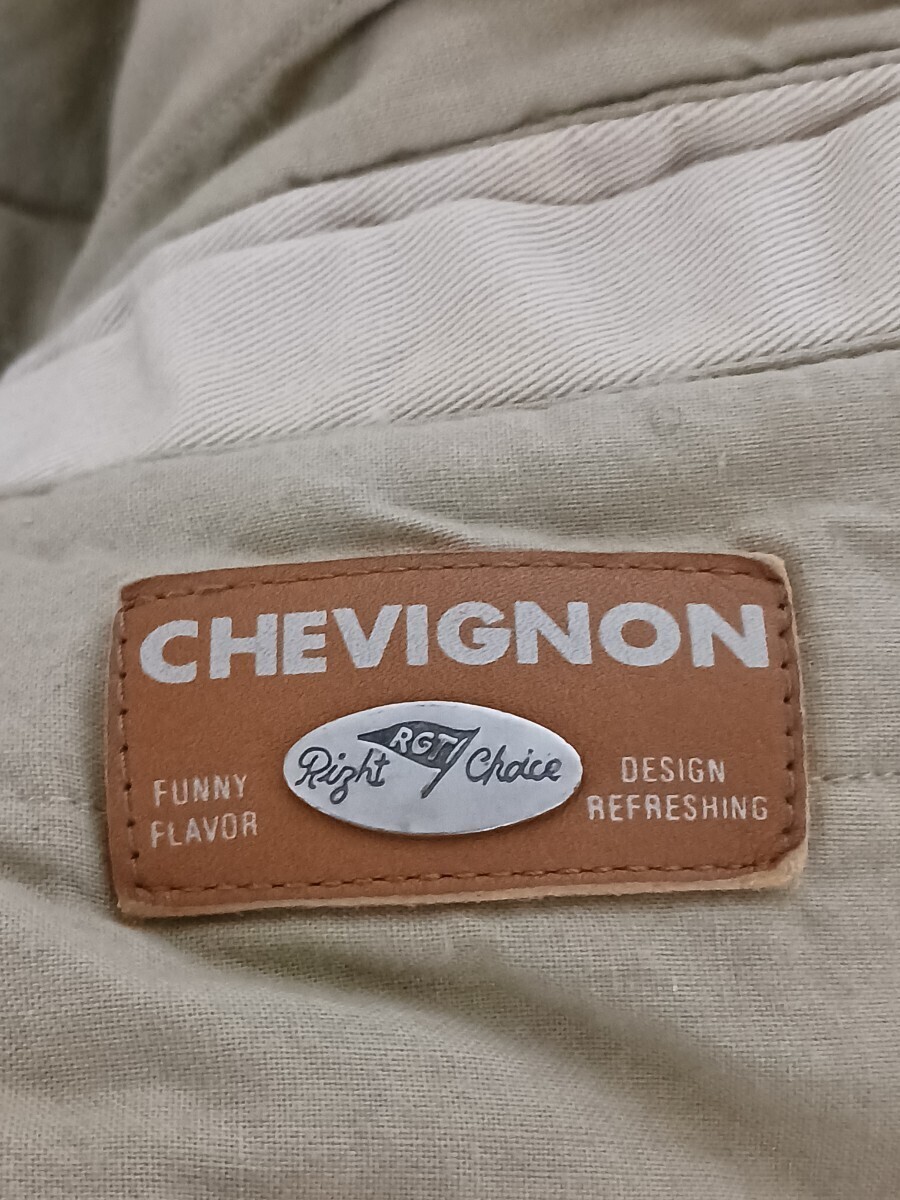 CHEVIGNON
Right RGT Choice
FUNNY
FLAVOR
DESIGN
REFRESHING